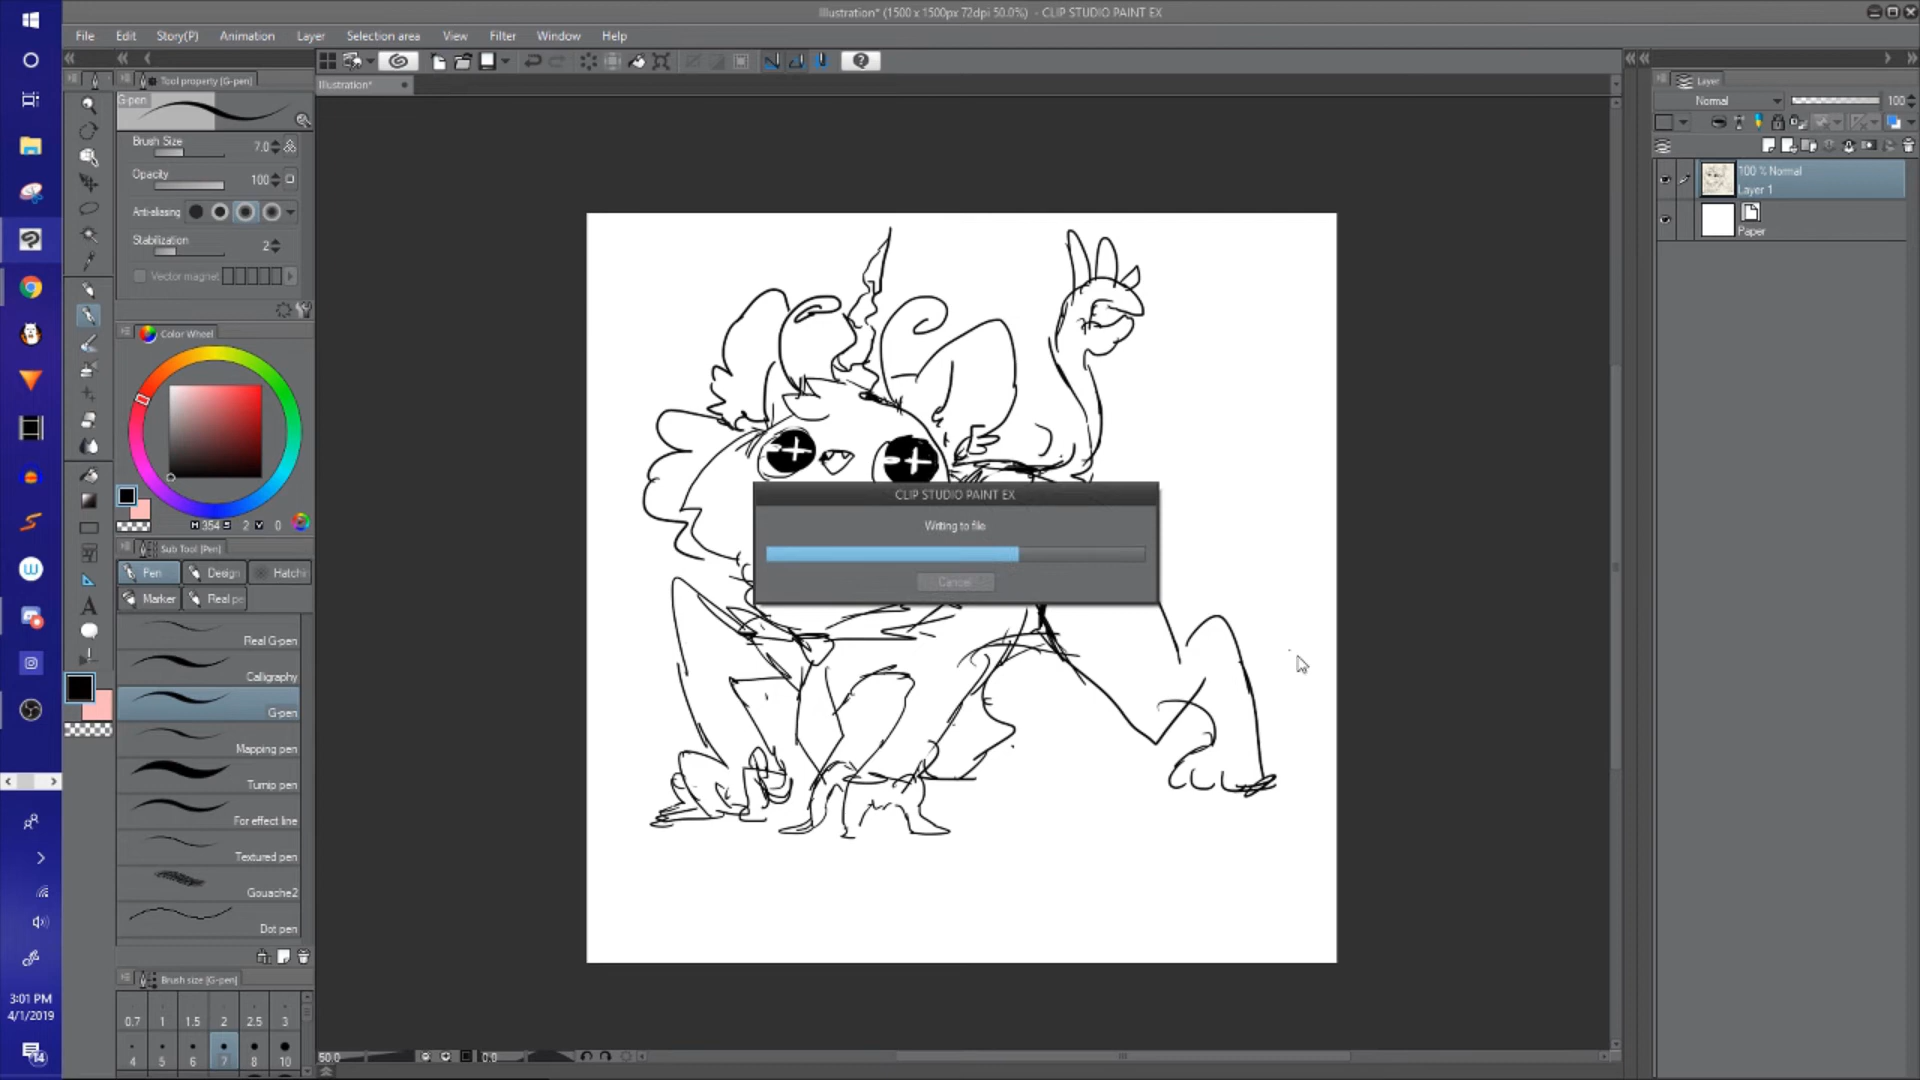 Illustration* (1500 x 1500px 72dpi 50.0%) - CLIP STUDIO PAINT EX
File Edit Story(P) Animation Layer Selection area View Filter Window Help
Tool property [G-pen]
Illustration*
G-pen
Brush Size 7.0
Opacity 100
Anti-aliasing
Stabilization 2
Vector magnet
Color Wheel
H 354 S 2 V 0
Sub Tool [Pen]
Pen Design Hatchin
Marker Real pe
Real G-pen
Calligraphy
G-pen
Mapping pen
Turnip pen
For effect line
Textured pen
Gouache2
Dot pen
Brush size [G-pen]
0.7 1 1.5 2 2.5 3
4 5 6 7 8 10
50.0 0.0
CLIP STUDIO PAINT EX
Writing to file
Cancel
Layer
Normal 100
100 % Normal
Layer 1
Paper
3:01 PM
4/1/2019
14